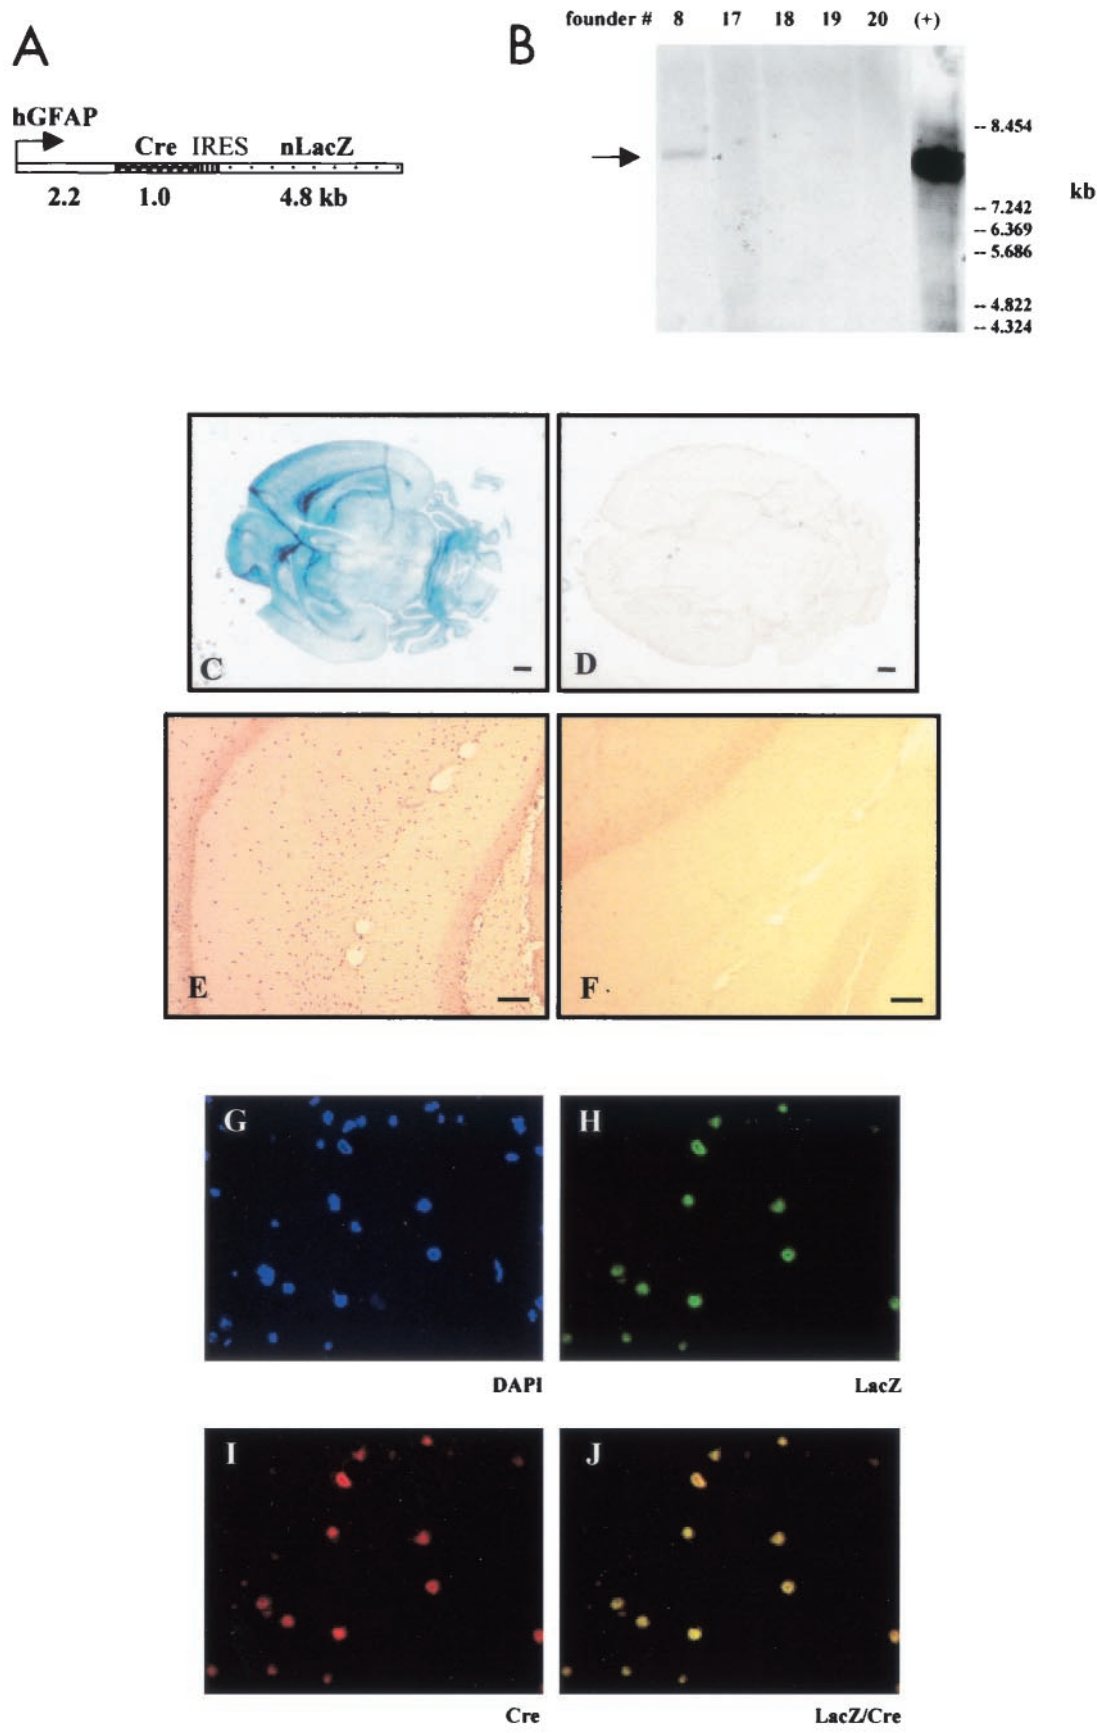 A
hGFAP
Cre IRES nLacZ
2.2 1.0 4.8 kb
B
founder # 8 17 18 19 20 (+)
-- 8.454
kb
-- 7.242
-- 6.369
-- 5.686
-- 4.822
-- 4.324
C
D
E
F
G
H
DAPI
LacZ
I
J
Cre
LacZ/Cre